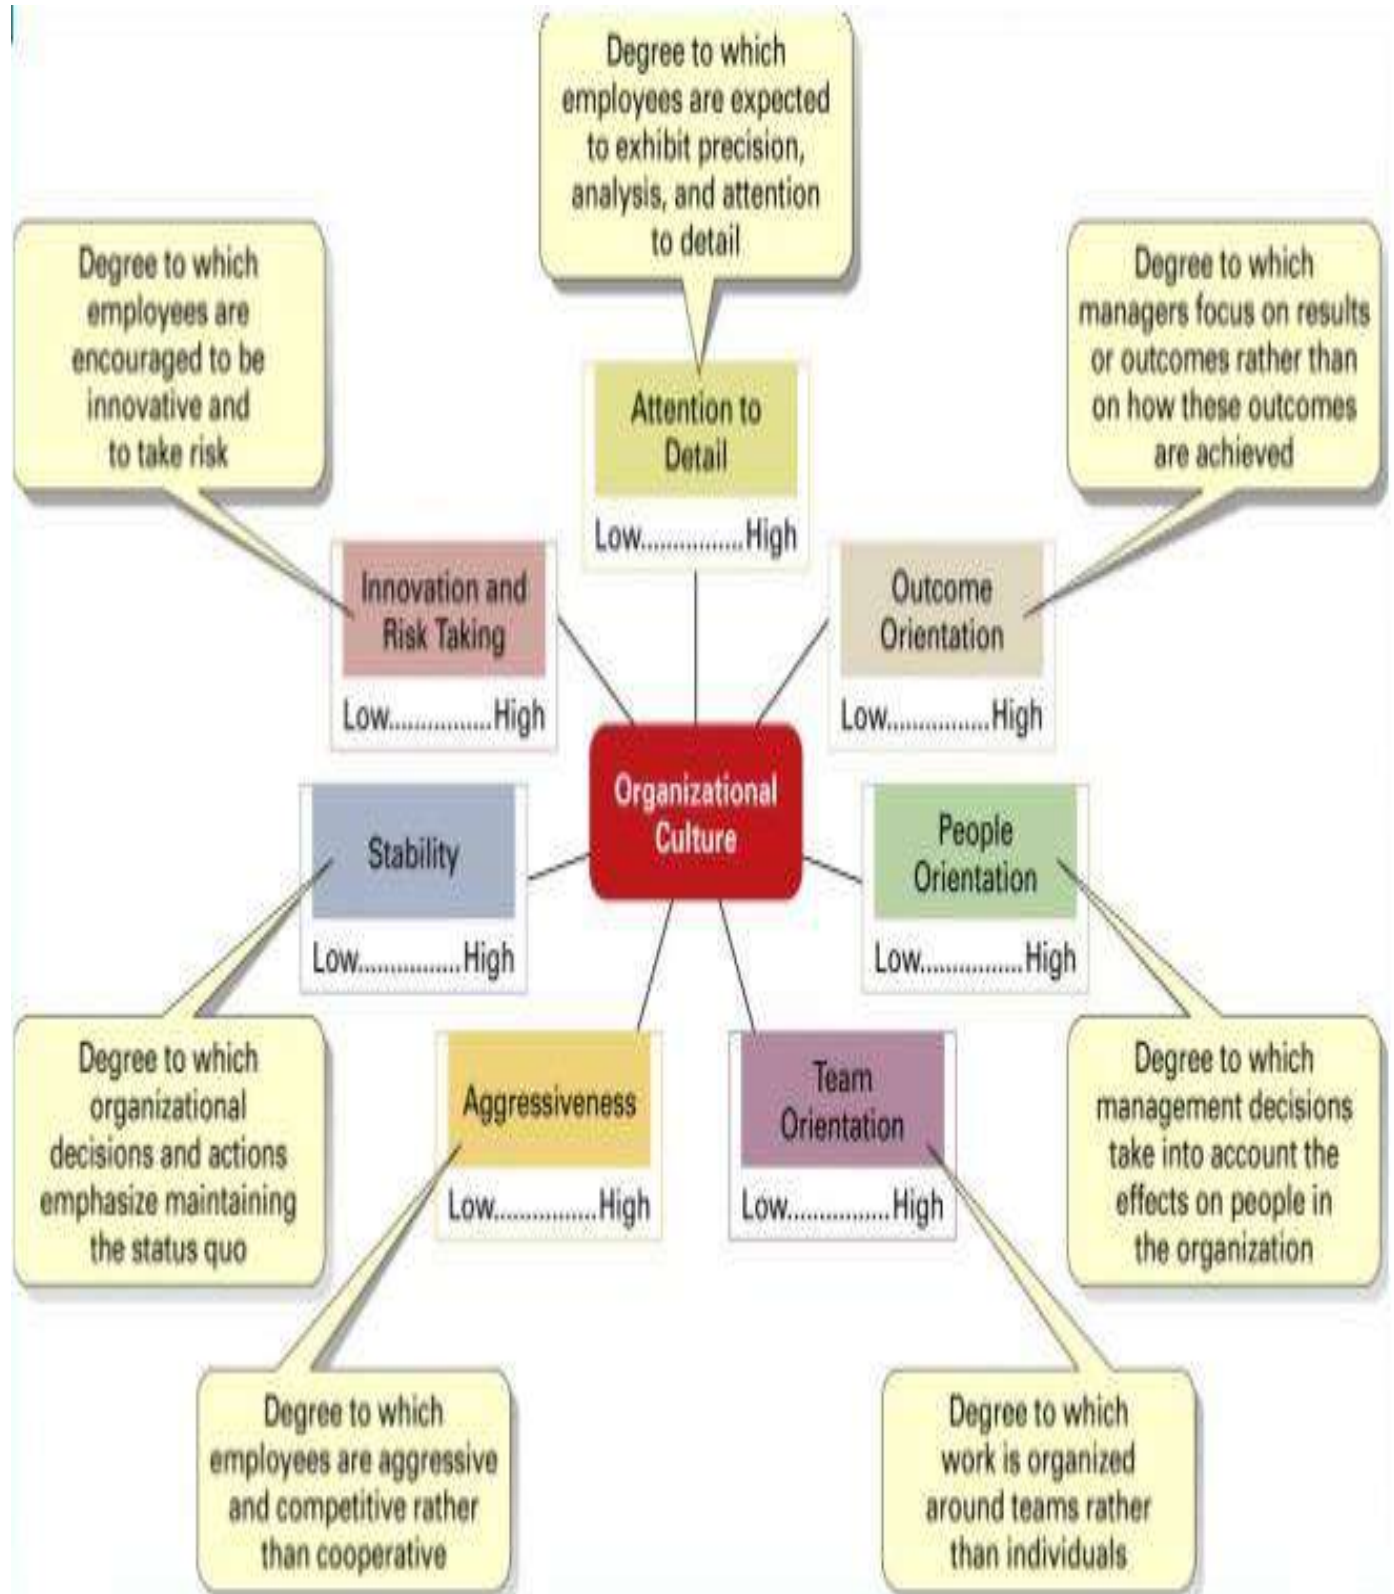 Degree to which
employees are expected
to exhibit precision,
analysis, and attention
to detail
Degree to which
employees are
encouraged to be
innovative and
to take risk
Degree to which
managers focus on results
or outcomes rather than
on how these outcomes
are achieved
Attention to
Detail
Low................High
Innovation and
Risk Taking
Low................High
Outcome
Orientation
Low................High
Organizational
Culture
Stability
Low................High
People
Orientation
Low................High
Aggressiveness
Low................High
Team
Orientation
Low................High
Degree to which
organizational
decisions and actions
emphasize maintaining
the status quo
Degree to which
management decisions
take into account the
effects on people in
the organization
Degree to which
employees are aggressive
and competitive rather
than cooperative
Degree to which
work is organized
around teams rather
than individuals